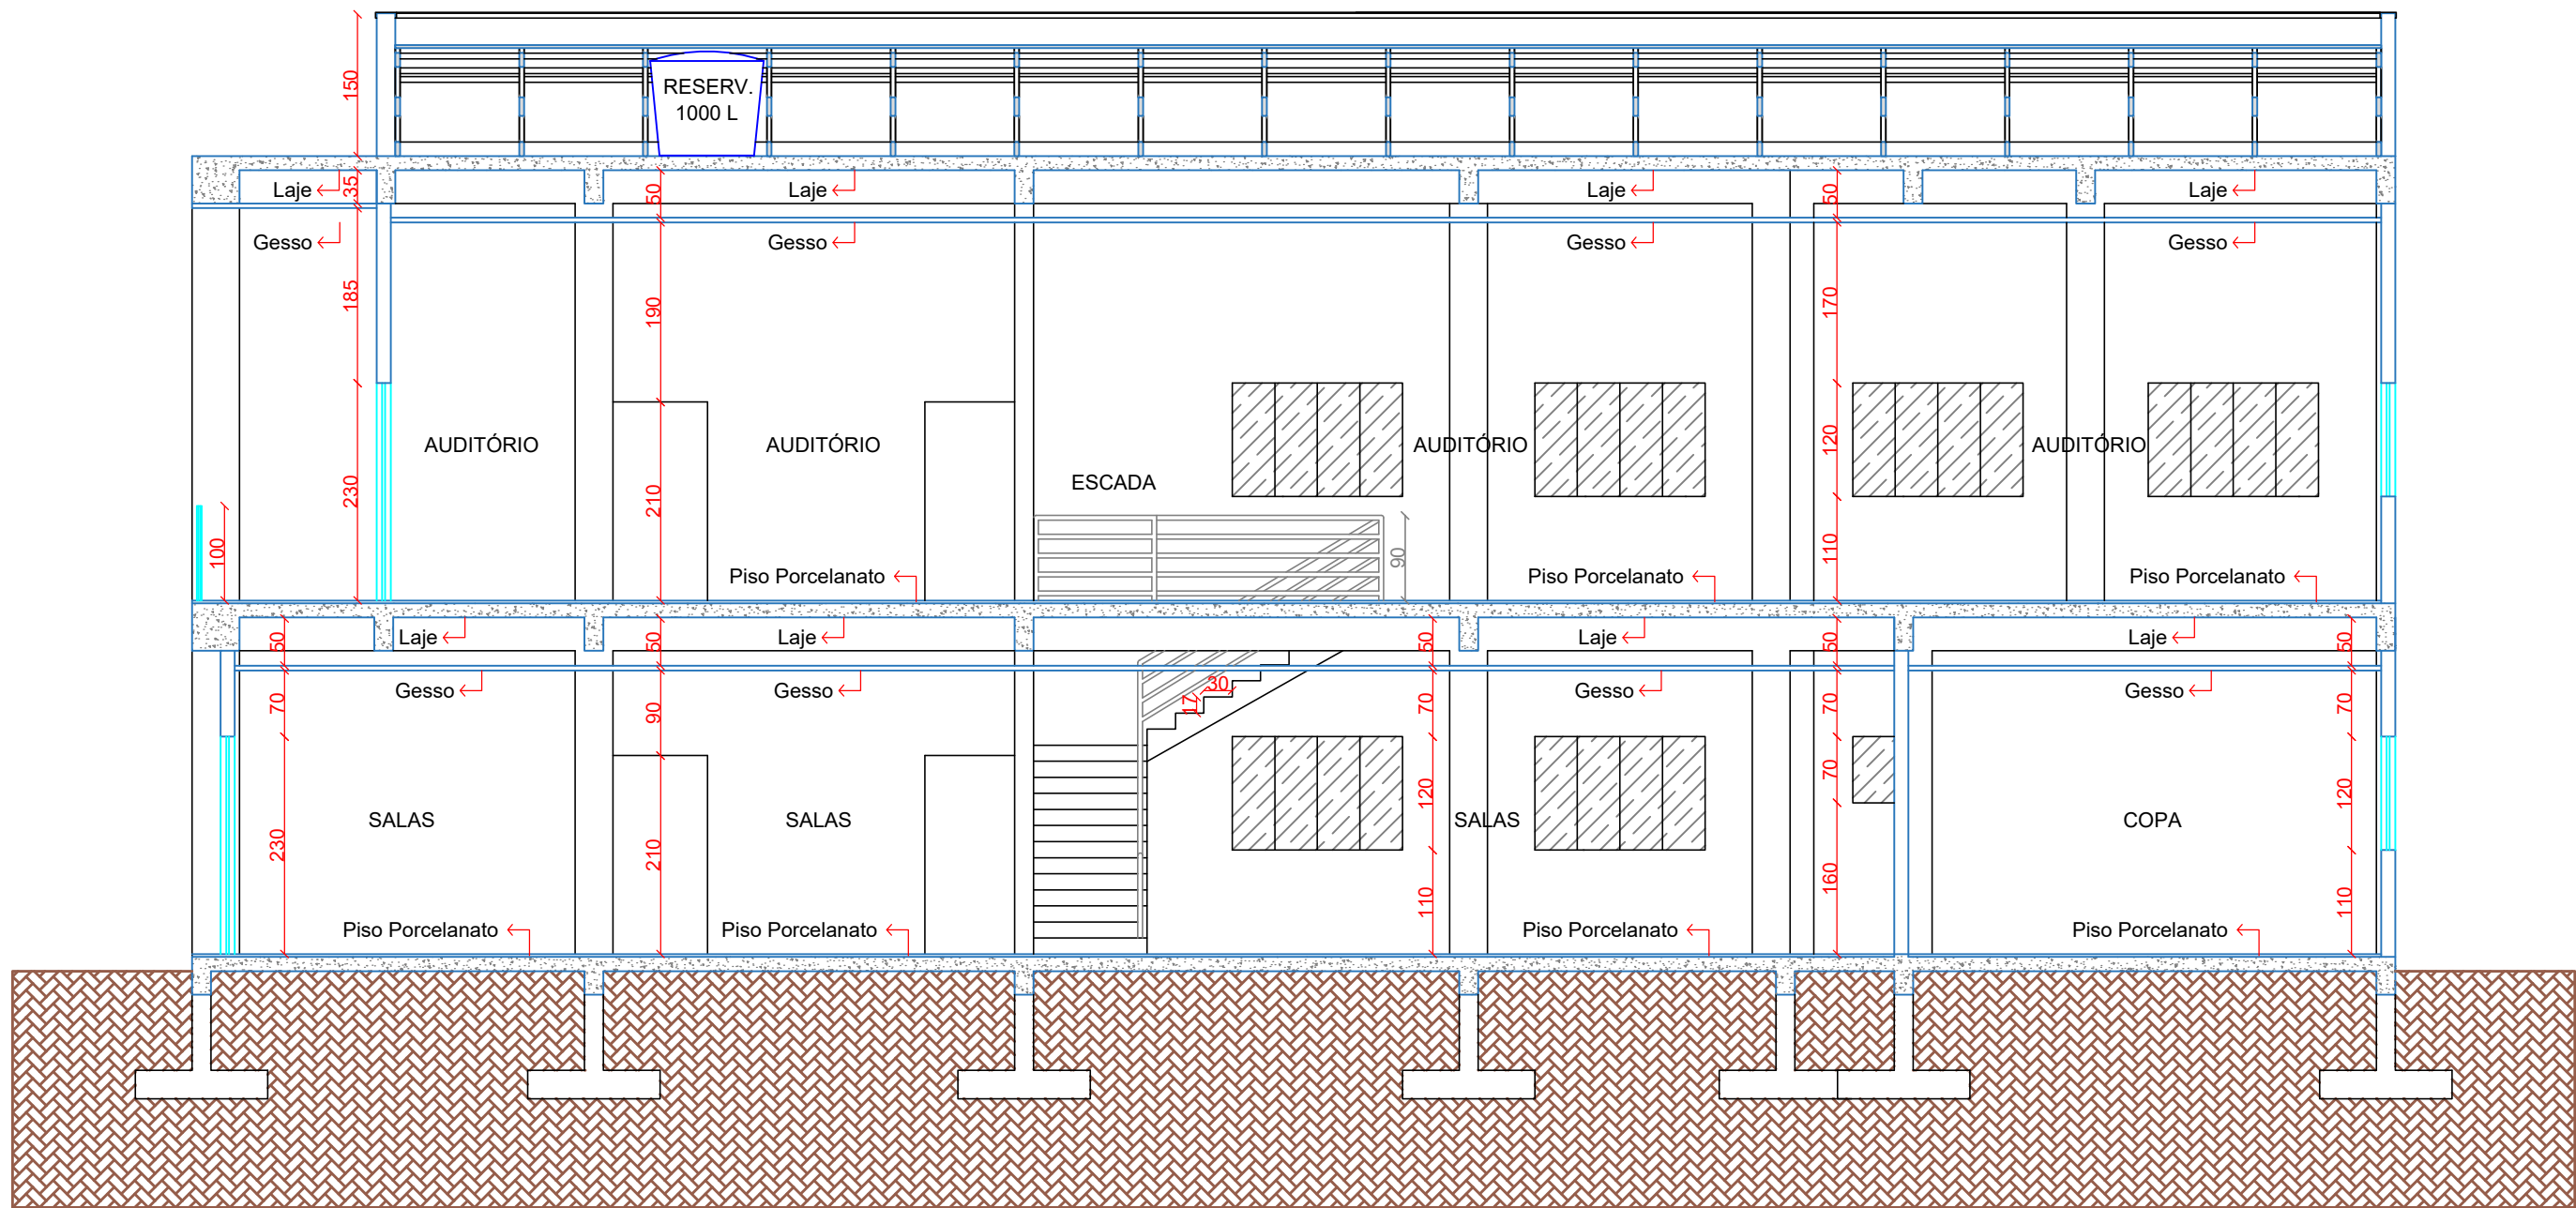 150
RESERV.
1000 L
Laje
35
50
Laje
Laje
50
Laje
Gesso
Gesso
Gesso
Gesso
185
190
170
AUDITÓRIO
AUDITÓRIO
AUDITÓRIO
120
AUDITÓRIO
ESCADA
230
210
100
90
110
Piso Porcelanato
Piso Porcelanato
Piso Porcelanato
50
Laje
50
Laje
50
Laje
50
Laje
50
Gesso
Gesso
30
17
Gesso
Gesso
70
90
70
70
70
SALAS
SALAS
120
SALAS
70
COPA
120
230
210
110
160
110
Piso Porcelanato
Piso Porcelanato
Piso Porcelanato
Piso Porcelanato